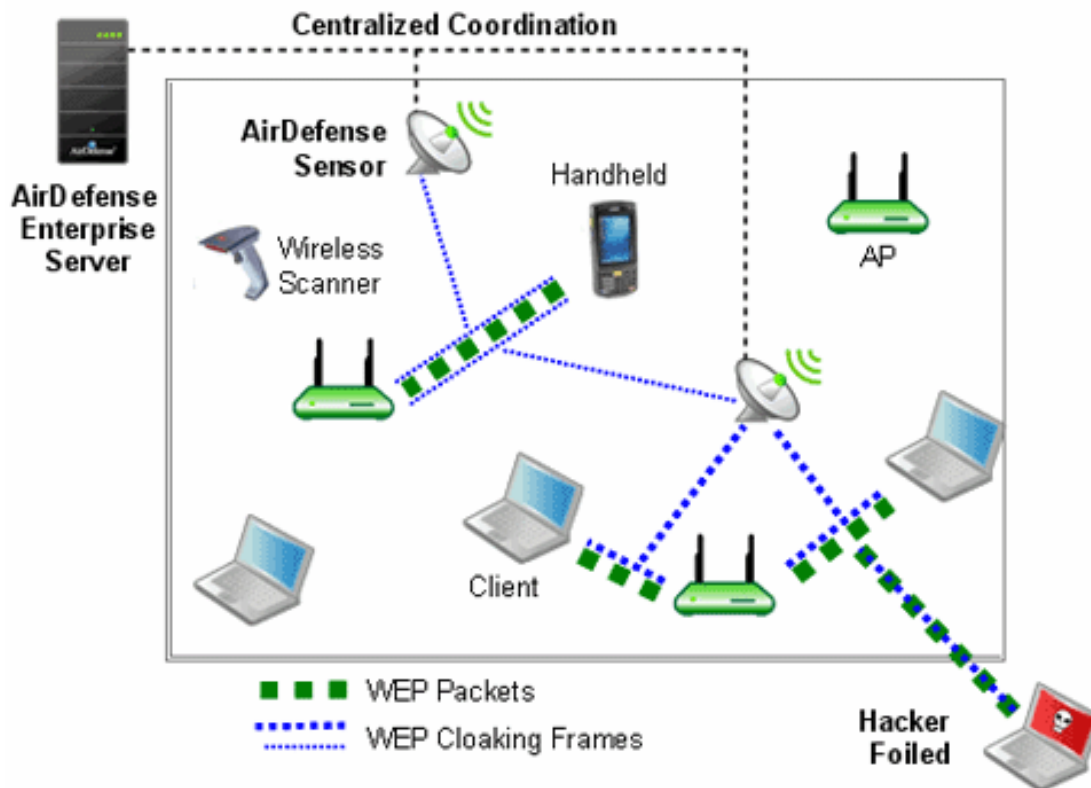 Centralized Coordination
AirDefense
AirDefense
Enterprise
Server
AirDefense
Sensor
Handheld
AP
Wireless
Scanner
Client
WEP Packets
WEP Cloaking Frames
Hacker
Foiled